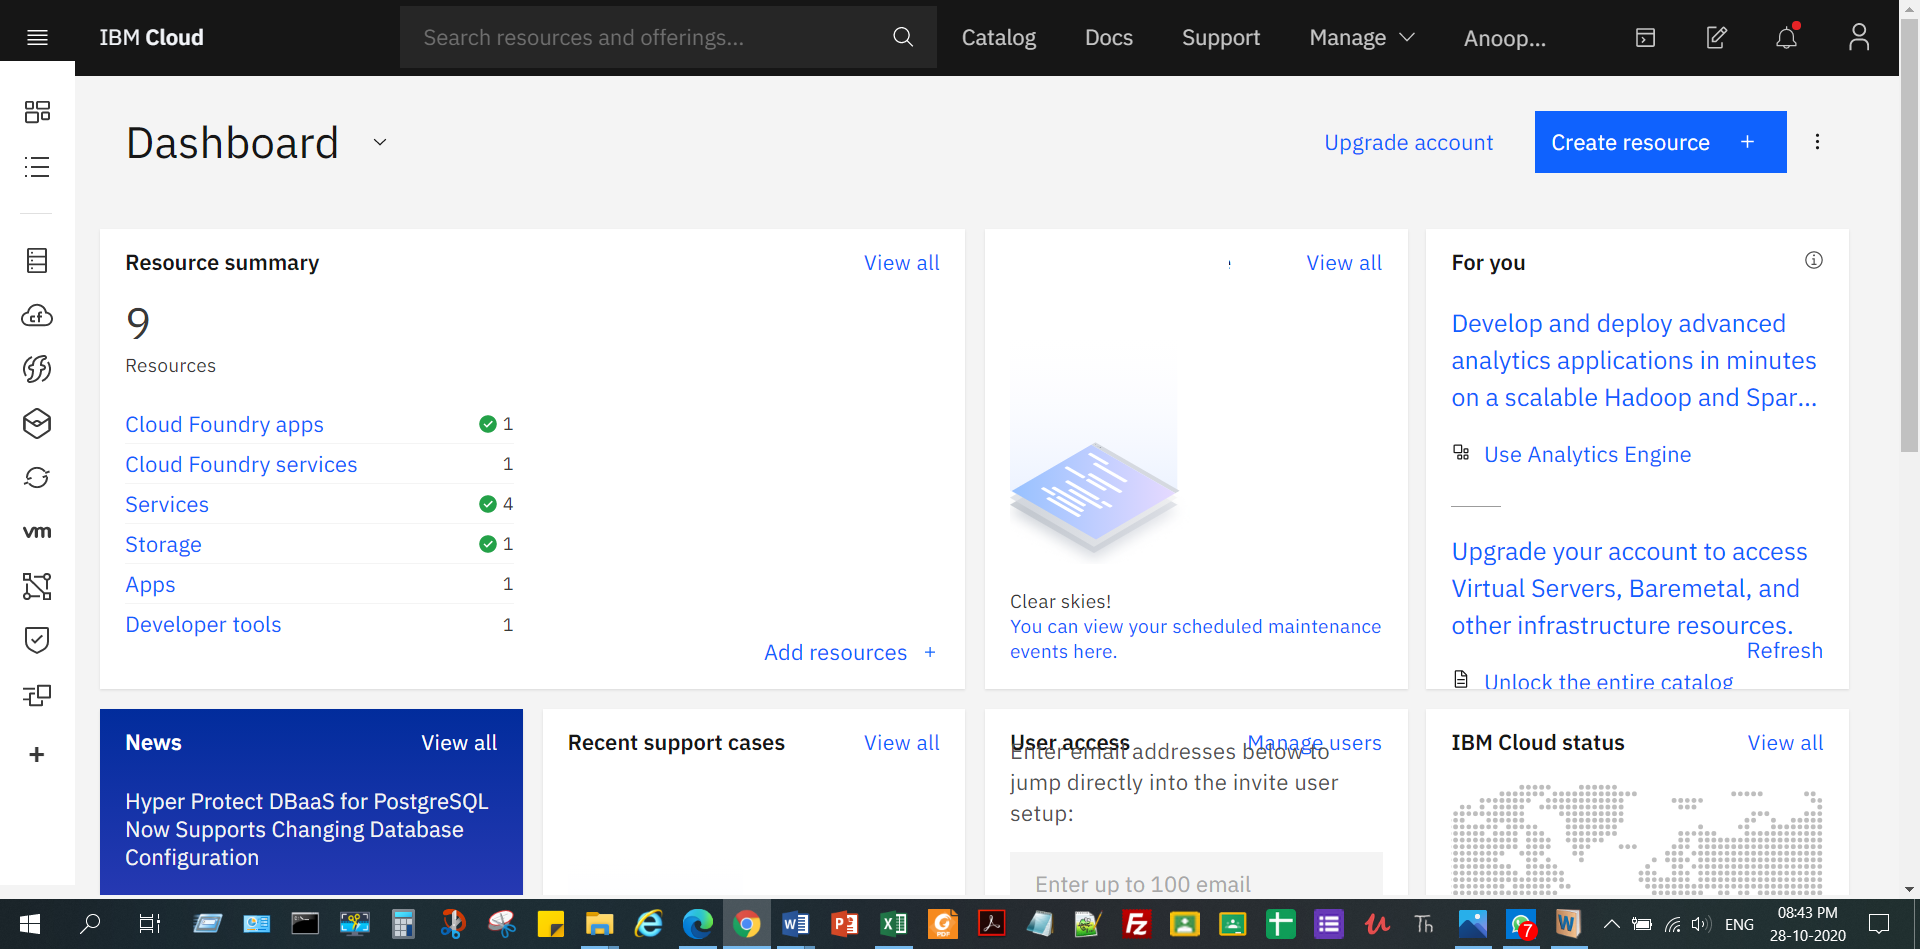 IBM Cloud
Search resources and offerings...
Catalog
Docs
Support
Manage
Anoop...
Dashboard
Upgrade account
Create resource +
Resource summary
View all
9
Resources
Cloud Foundry apps 1
Cloud Foundry services 1
Services 4
Storage 1
Apps 1
Developer tools 1
Add resources +
View all
Clear skies!
You can view your scheduled maintenance
events here.
For you
Develop and deploy advanced
analytics applications in minutes
on a scalable Hadoop and Spar...
Use Analytics Engine
Upgrade your account to access
Virtual Servers, Baremetal, and
other infrastructure resources.
Refresh
Unlock the entire catalog
News
View all
Hyper Protect DBaaS for PostgreSQL
Now Supports Changing Database
Configuration
Recent support cases
View all
User access
Manage users
Enter email addresses below to
jump directly into the invite user
setup:
Enter up to 100 email
IBM Cloud status
View all
cf
vm
+
7
Th
ENG
08:43 PM
28-10-2020